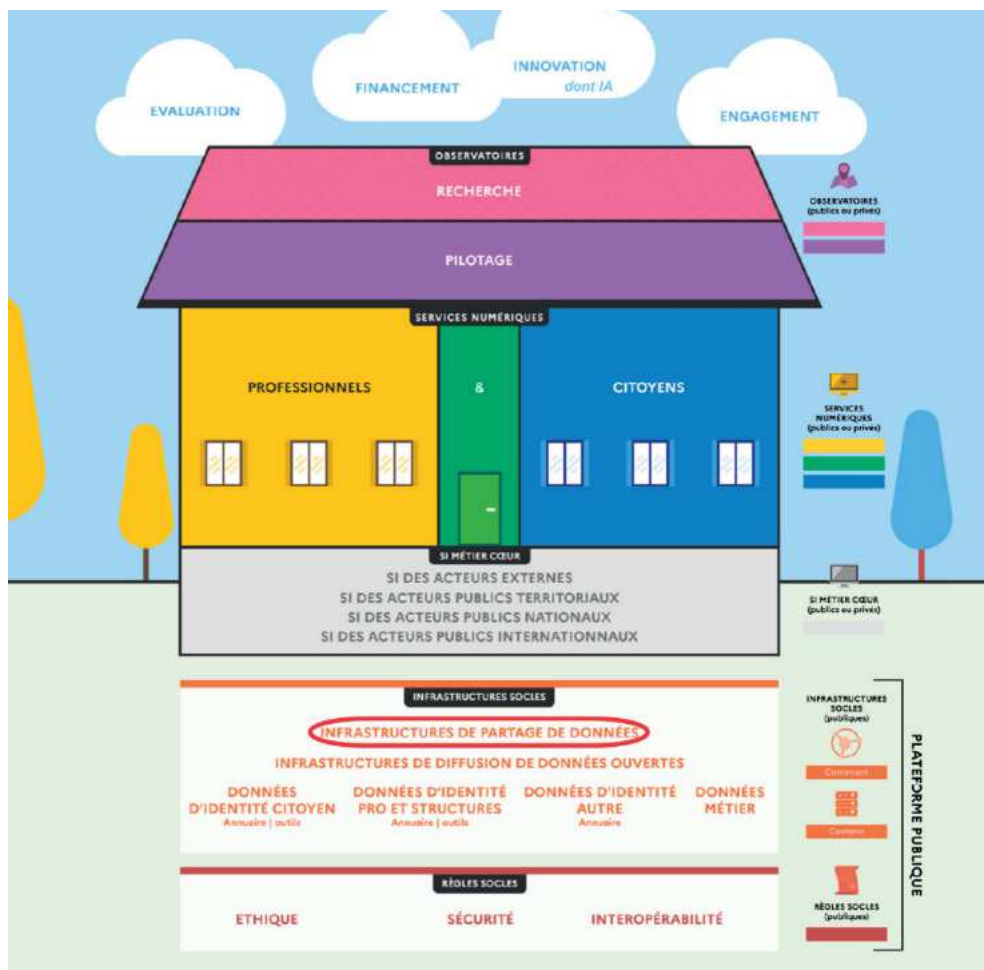 EVALUATION
FINANCEMENT
INNOVATION
dont IA
ENGAGEMENT
OBSERVATOIRES
RECHERCHE
PILOTAGE
OBSERVATOIRES
(publics ou privés)
SERVICES NUMÉRIQUES
PROFESSIONNELS
&
CITOYENS
SERVICES
NUMÉRIQUES
(publics ou privés)
SI MÉTIER CŒUR
SI DES ACTEURS EXTERNES
SI DES ACTEURS PUBLICS TERRITORIAUX
SI DES ACTEURS PUBLICS NATIONAUX
SI DES ACTEURS PUBLICS INTERNATIONNAUX
SI MÉTIER CŒUR
(publics ou privés)
INFRASTRUCTURES SOCLES
INFRASTRUCTURES DE PARTAGE DE DONNÉES
INFRASTRUCTURES DE DIFFUSION DE DONNÉES OUVERTES
DONNÉES
D'IDENTITÉ CITOYEN
Annuaire | outils
DONNÉES D'IDENTITÉ
PRO ET STRUCTURES
Annuaire | outils
DONNÉES D'IDENTITÉ
AUTRE
Annuaire
DONNÉES
MÉTIER
INFRASTRUCTURES
SOCLES
(publiques)
Contenant
Contenu
RÈGLES SOCLES
ETHIQUE
SÉCURITÉ
INTEROPÉRABILITÉ
RÈGLES SOCLES
(publiques)
PLATEFORME PUBLIQUE